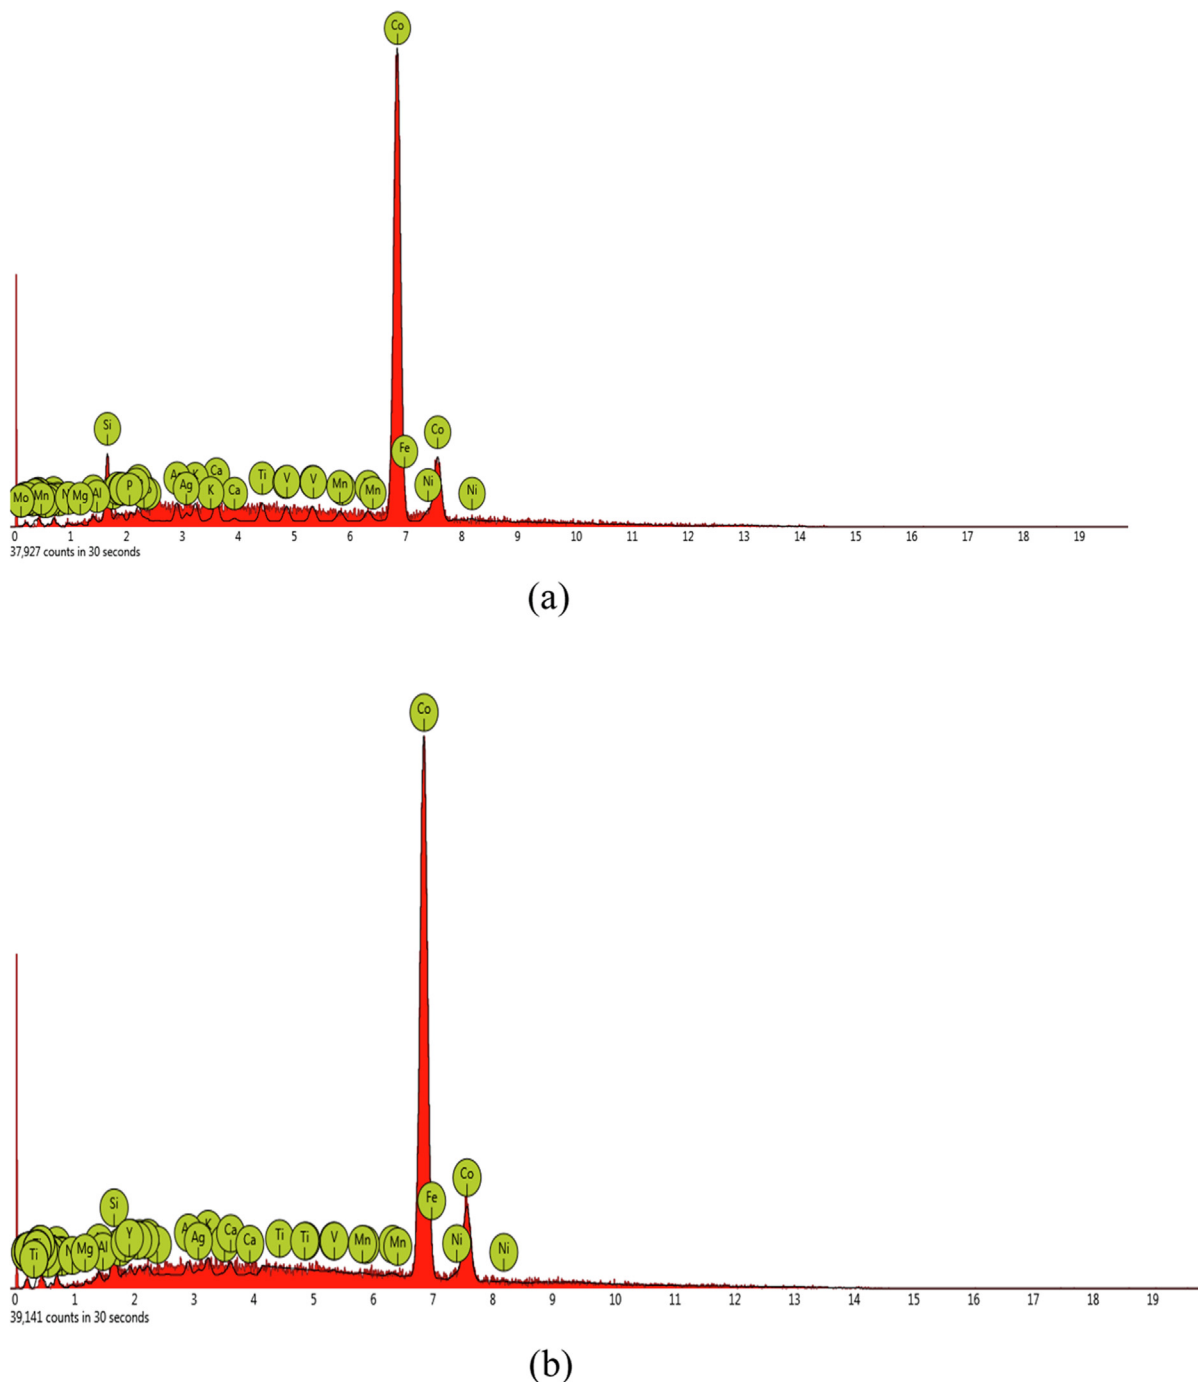 Co
Si
Co
Fe
Ca
Ti
V
V
Mn
Ni
Ni
Mo
Mn
Mg
Al
P
Ag
K
Ca
Mn
0 1 2 3 4 5 6 7 8 9 10 11 12 13 14 15 16 17 18 19
37,927 counts in 30 seconds
(a)
Co
Co
Si
Fe
K
Ca
Ti
Mg
Al
Y
Ag
Ca
Ti
Ti
V
Mn
Mn
Ni
Ni
0 1 2 3 4 5 6 7 8 9 10 11 12 13 14 15 16 17 18 19
39,141 counts in 30 seconds
(b)